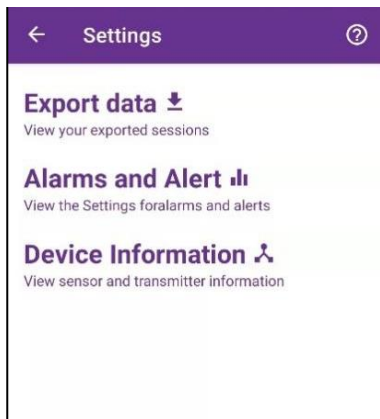 Settings
Export data
View your exported sessions
Alarms and Alert
View the Settings foralarms and alerts
Device Information
View sensor and transmitter information